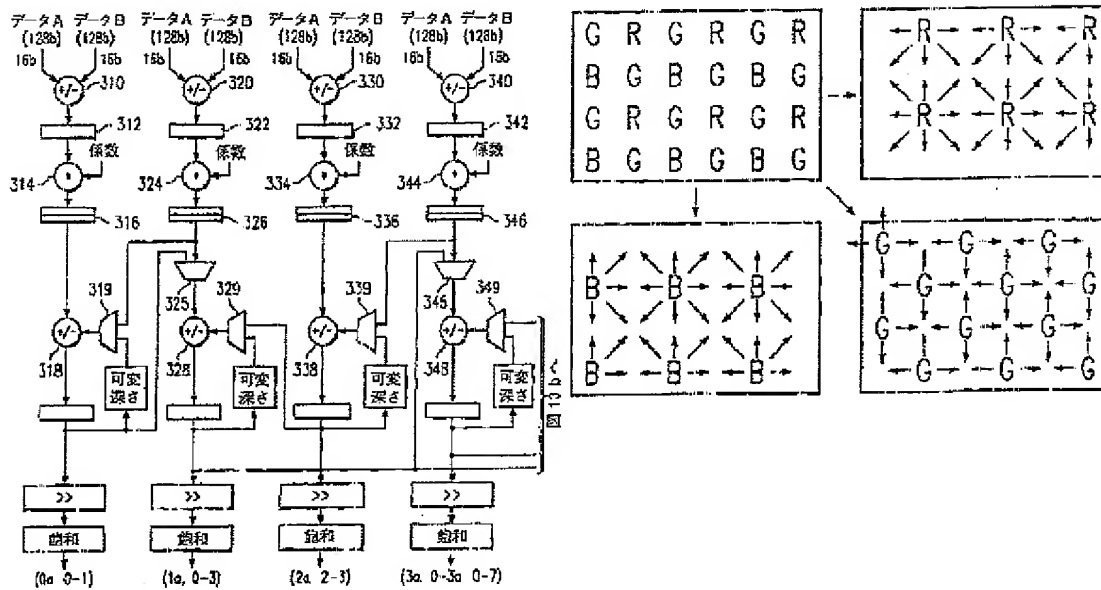 データA データB データA データB データA データB データA データB
(128b) (128b) (128b) (128b) (128b) (128b) (128b) (128b)
16b 16b 16b 16b 16b 16b 16b 16b
+/- 310 +/- 320 +/- 330 +/- 340
312 322 332 342
係数 係数 係数 係数
314 324 334 344
316 326 336 346
325 345
319 329 339 349
+/- +/- +/- +/-
318 328 338 348
可変 可変 可変 可変
深さ 深さ 深さ 深さ
図13bへ
>> >> >> >>
飽和 飽和 飽和 飽和
(0a 0-1) (1a, 0-3) (2a 2-3) (3a 0-3a 0-7)
G R G R G R
B G B G B G
G R G R G R
B G B G B G
R R R
R R R
B B B
B B B
G G G
G G G
G G G
G G G